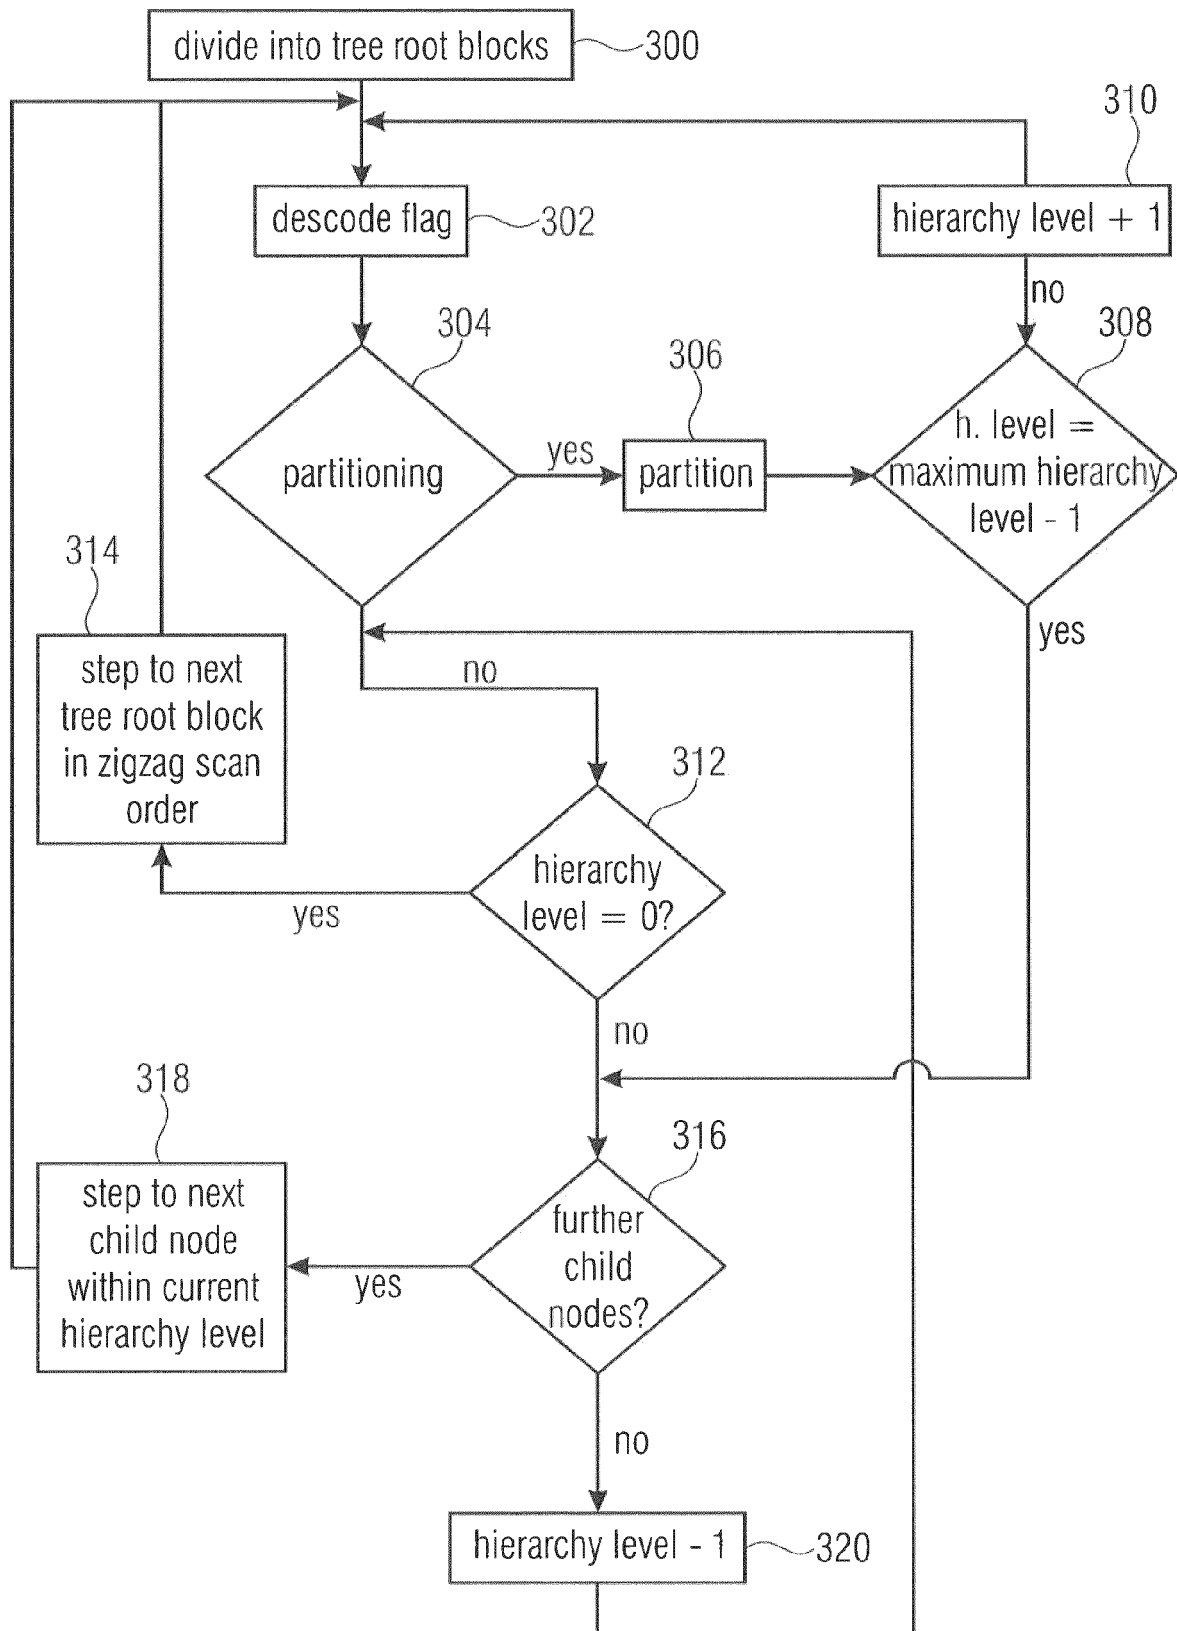 divide into tree root blocks
300
310
descode flag
302
hierarchy level + 1
no
304
306
308
partitioning
yes
partition
h. level =
maximum hierarchy
level - 1
314
yes
step to next
tree root block
in zigzag scan
order
no
312
hierarchy
level = 0?
yes
no
318
316
step to next
child node
within current
hierarchy level
yes
further
child
nodes?
no
hierarchy level - 1
320